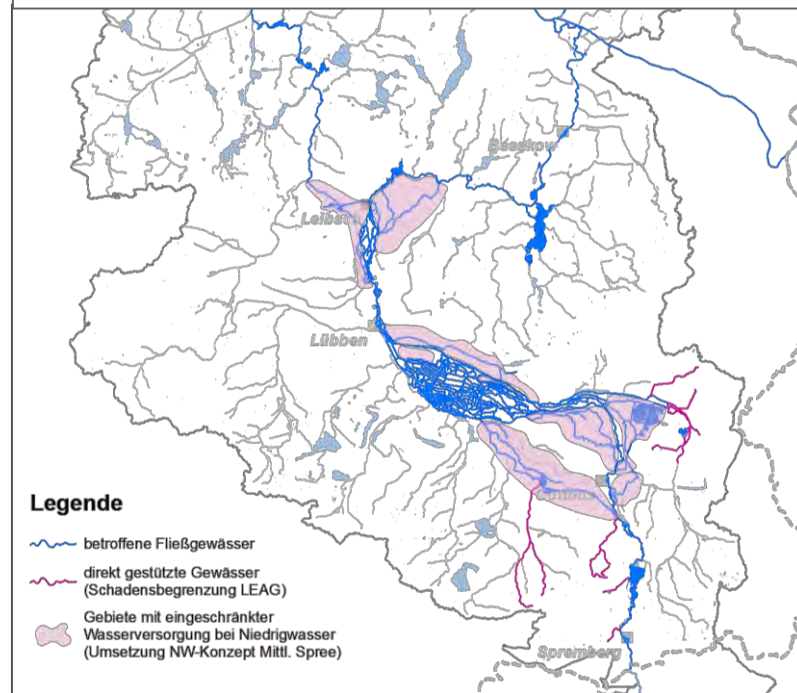 Beeskow
Leibsch
Lübben
Cottbus
Spremberg
Legende
betroffene Fließgewässer
direkt gestützte Gewässer
(Schadensbegrenzung LEAG)
Gebiete mit eingeschränkter
Wasserversorgung bei Niedrigwasser
(Umsetzung NW-Konzept Mittl. Spree)